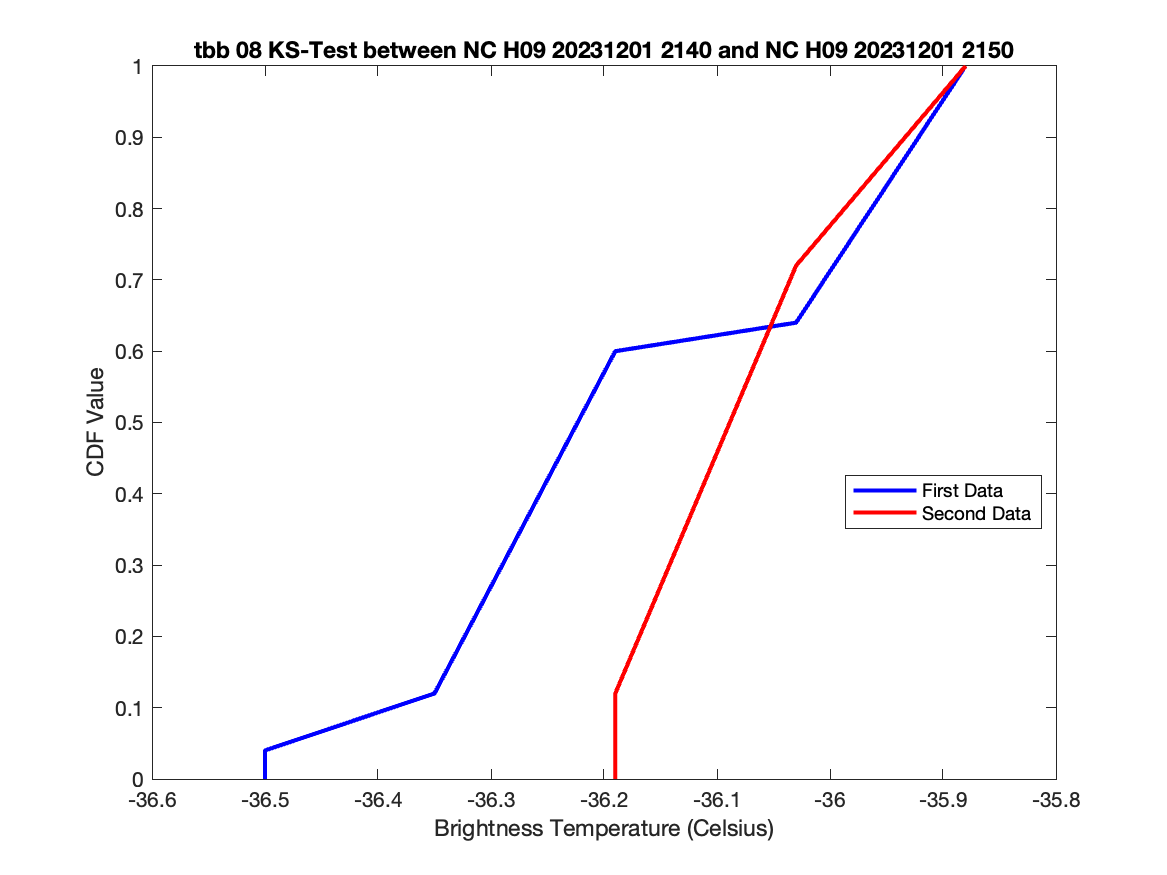 tbb 08 KS-Test between NC H09 20231201 2140 and NC H09 20231201 2150
1
0.9
0.8
0.7
0.6
0.5
0.4
0.3
0.2
0.1
0
CDF Value
First Data
Second Data
-36.6 -36.5 -36.4 -36.3 -36.2 -36.1 -36 -35.9 -35.8
Brightness Temperature (Celsius)